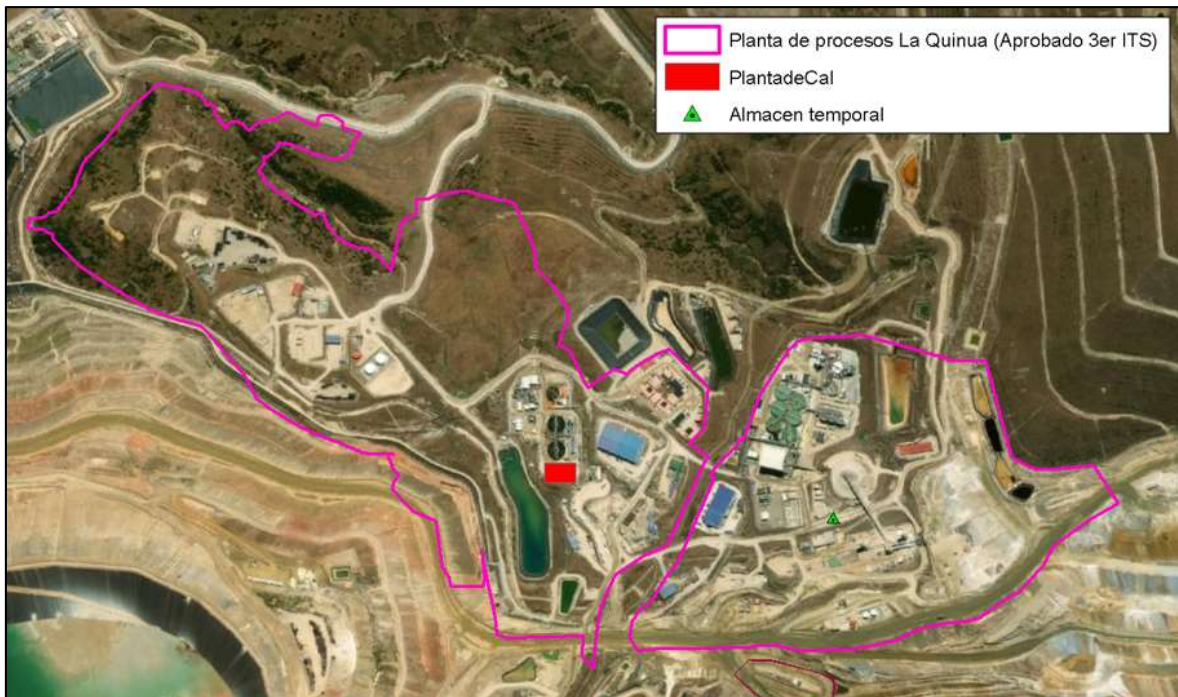 Planta de procesos La Quinua (Aprobado 3er ITS)
PlantadeCal
Almacen temporal